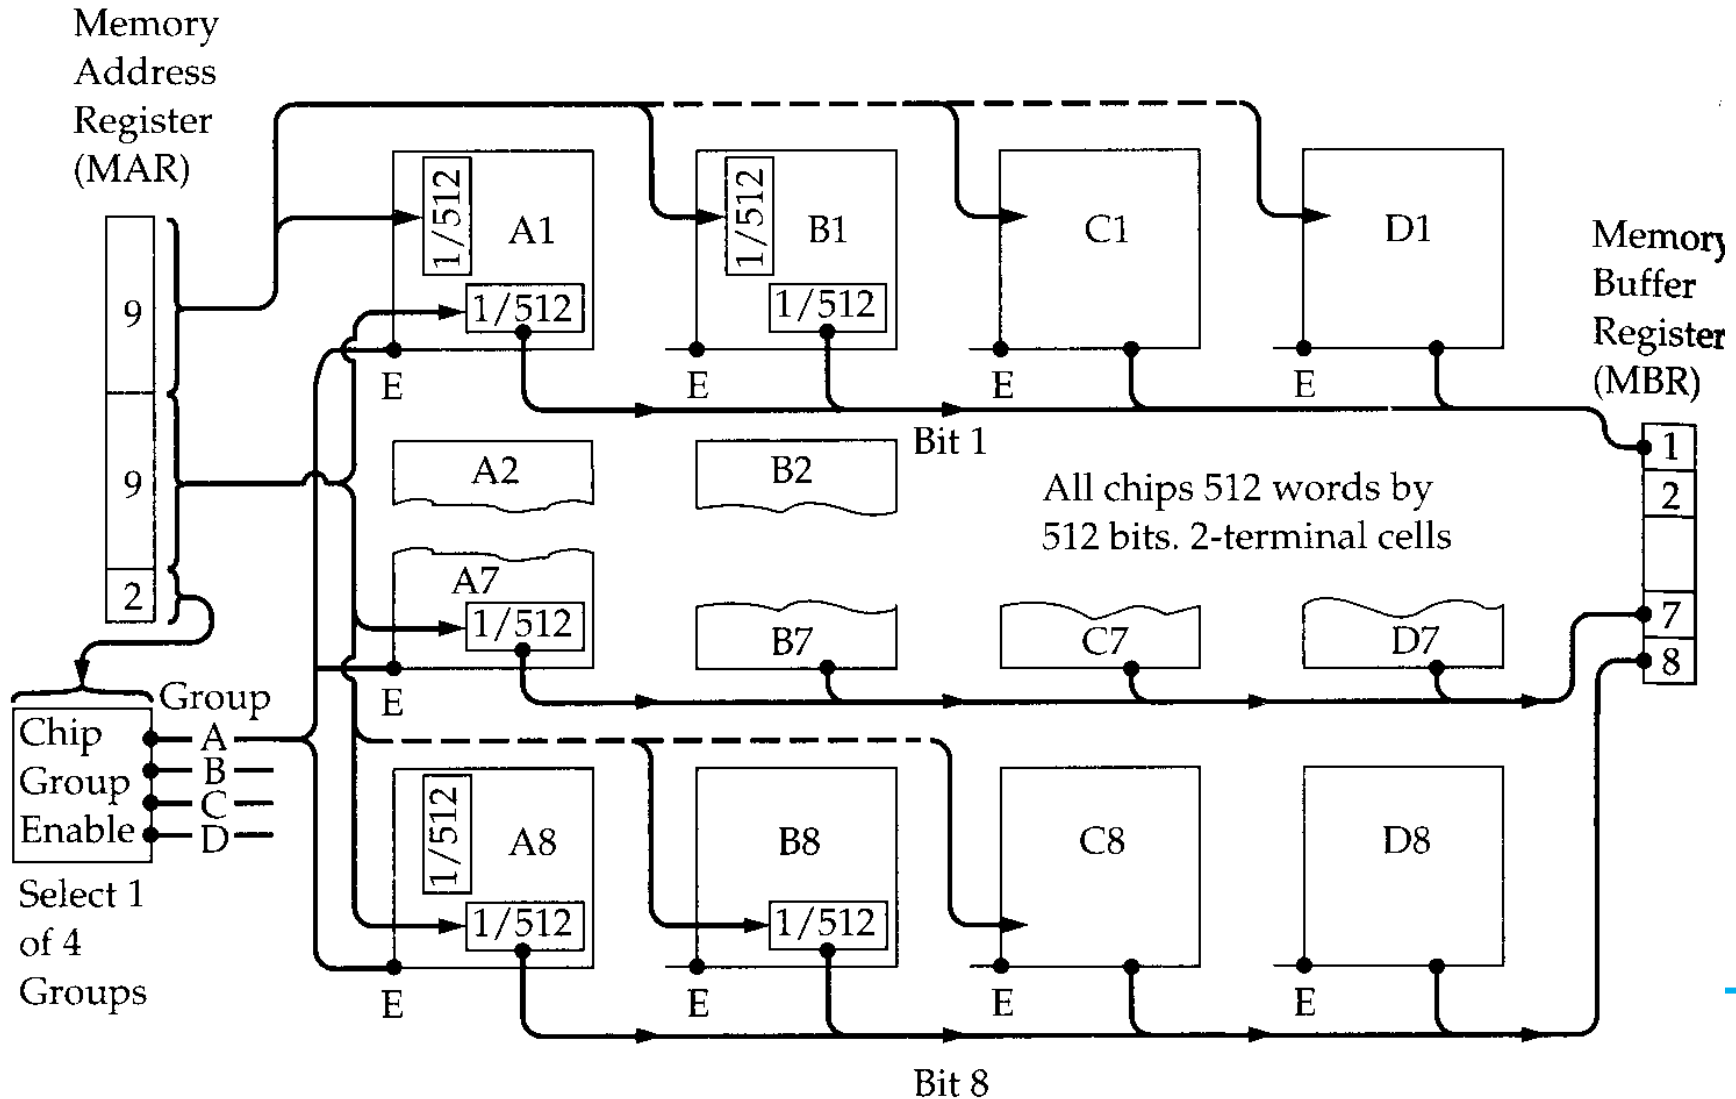 Memory
Address
Register
(MAR)
9
9
2
1/512
A1
1/512
E
1/512
B1
1/512
E
C1
E
D1
E
Memory
Buffer
Register
(MBR)
Bit 1
1
2
7
8
A2
B2
All chips 512 words by
512 bits. 2-terminal cells
A7
1/512
E
B7
C7
D7
Group
Chip
Group
Enable
A
B
C
D
Select 1
of 4
Groups
1/512
A8
1/512
E
B8
1/512
E
C8
E
D8
E
Bit 8